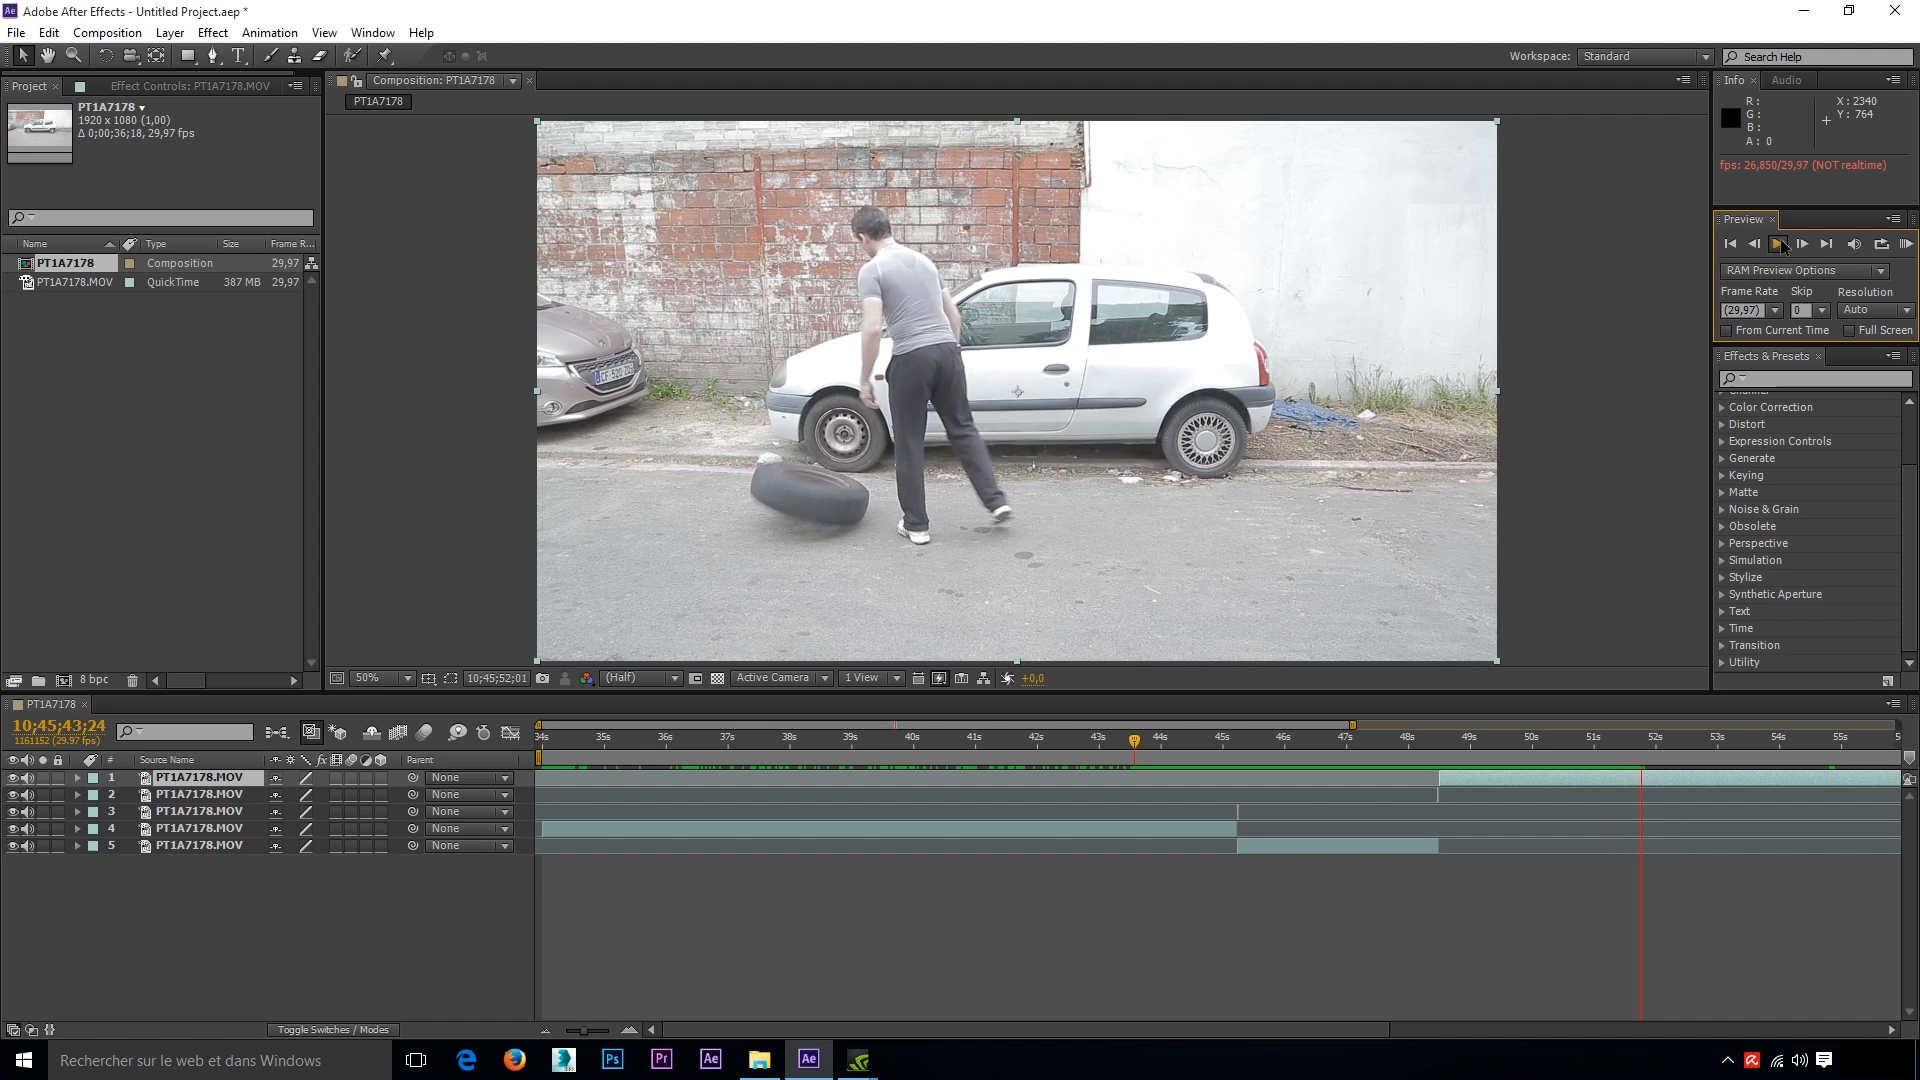 Adobe After Effects - Untitled Project.aep *
File Edit Composition Layer Effect Animation View Window Help
Workspace: Standard Search Help
Project × Effect Controls: PT1A7178.MOV
Composition: PT1A7178 ×
Info × Audio
PT1A7178
1920 x 1080 (1,00)
Δ 0;00;36;18, 29,97 fps
PT1A7178
R :
G :
B :
A : 0
X : 2340
Y : 764
fps: 26,850/29,97 (NOT realtime)
Preview ×
RAM Preview Options
Frame Rate Skip Resolution
(29,97) 0 Auto
From Current Time Full Screen
Name Type Size Frame R...
PT1A7178 Composition 29,97
PT1A7178.MOV QuickTime 387 MB 29,97
Effects & Presets ×
Color Correction
Distort
Expression Controls
Generate
Keying
Matte
Noise & Grain
Obsolete
Perspective
Simulation
Stylize
Synthetic Aperture
Text
Time
Transition
Utility
8 bpc
50% 10;45;52;01 (Half) Active Camera 1 View +0,0
PT1A7178 ×
10;45;43;24
1161152 (29.97 fps)
34s 35s 36s 37s 38s 39s 40s 41s 42s 43s 44s 45s 46s 47s 48s 49s 50s 51s 52s 53s 54s 55s
# Source Name fx Parent
1 PT1A7178.MOV None
2 PT1A7178.MOV None
3 PT1A7178.MOV None
4 PT1A7178.MOV None
5 PT1A7178.MOV None
Toggle Switches / Modes
Rechercher sur le web et dans Windows
Ps Pr Ae Ae